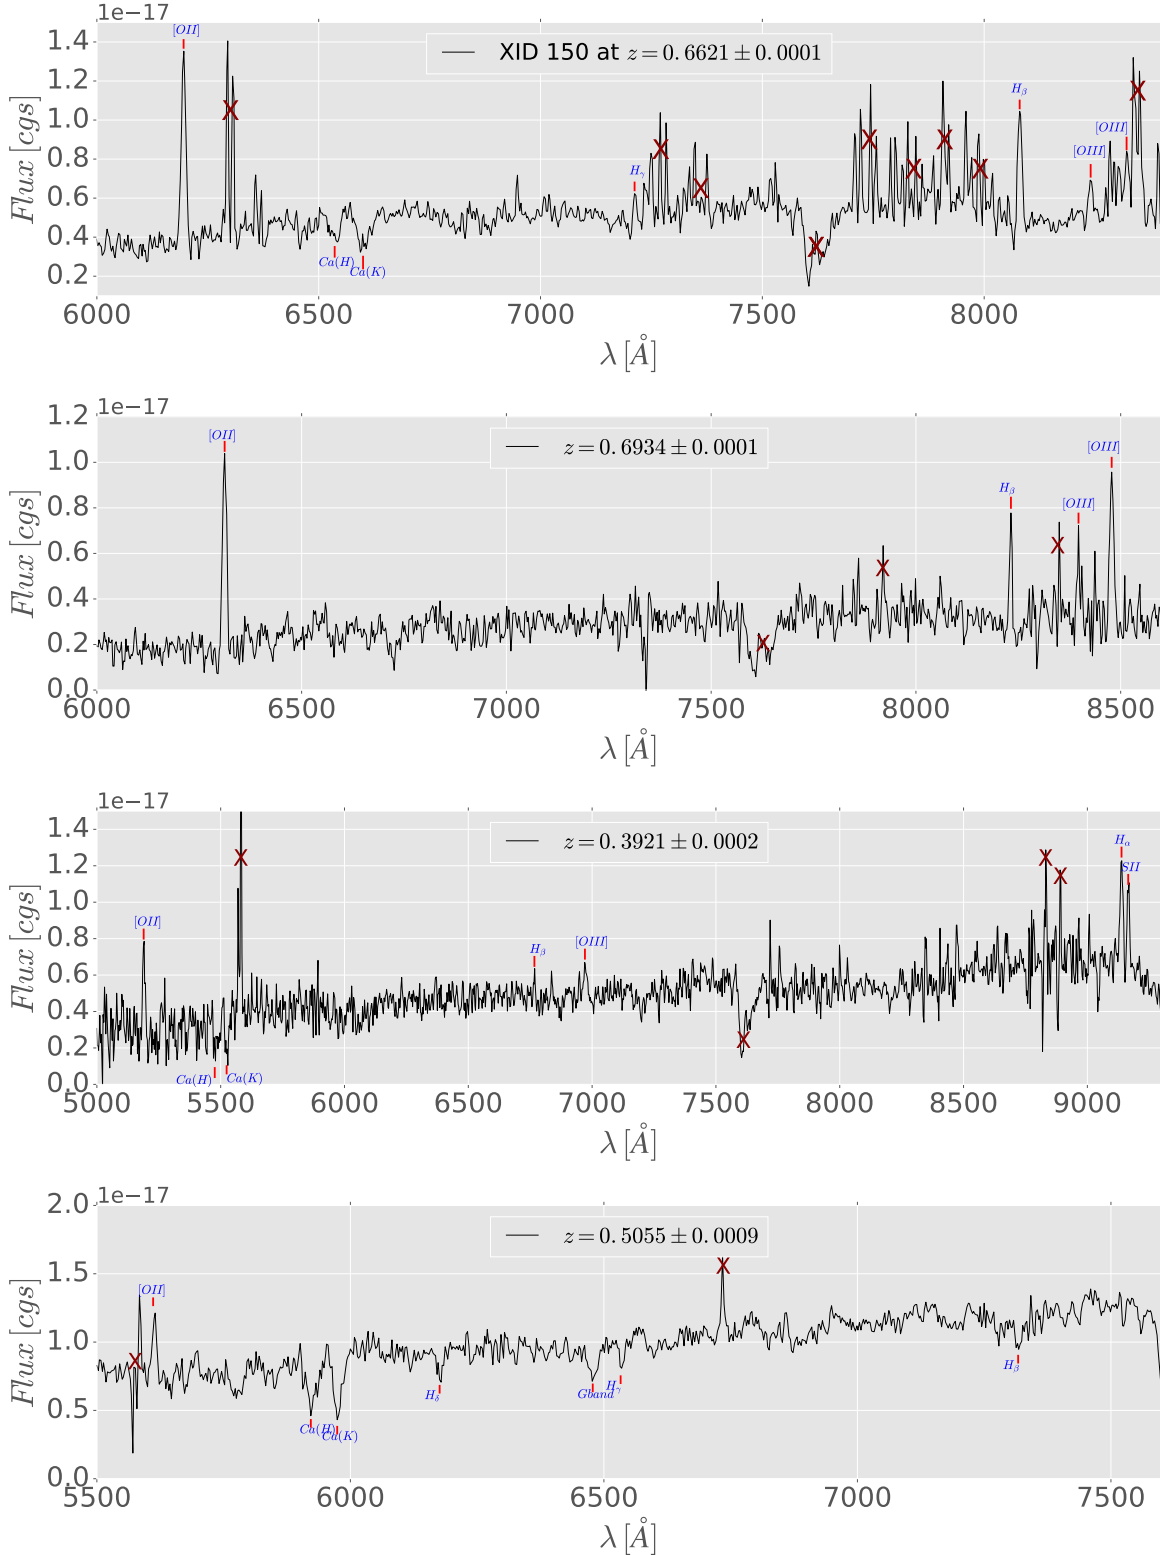 1e−17
XID 150 at z=0.6621±0.0001
[OII]
Hγ
Hβ
[OIII]
[OIII]
Ca(H)
Ca(K)
Flux [cgs]
1.4
1.2
1.0
0.8
0.6
0.4
0.2
6000 6500 7000 7500 8000
λ [Å]
1e−17
z=0.6934±0.0001
[OII]
Hβ
[OIII]
[OIII]
Flux [cgs]
1.2
1.0
0.8
0.6
0.4
0.2
0.0
6000 6500 7000 7500 8000 8500
λ [Å]
1e−17
z=0.3921±0.0002
[OII]
Hβ
[OIII]
Hα
SII
Ca(H)
Ca(K)
Flux [cgs]
1.4
1.2
1.0
0.8
0.6
0.4
0.2
0.0
5000 5500 6000 6500 7000 7500 8000 8500 9000
λ [Å]
1e−17
z=0.5055±0.0009
[OII]
Ca(H)
Ca(K)
Hδ
Gband
Hγ
Hβ
Flux [cgs]
2.0
1.5
1.0
0.5
0.0
5500 6000 6500 7000 7500
λ [Å]